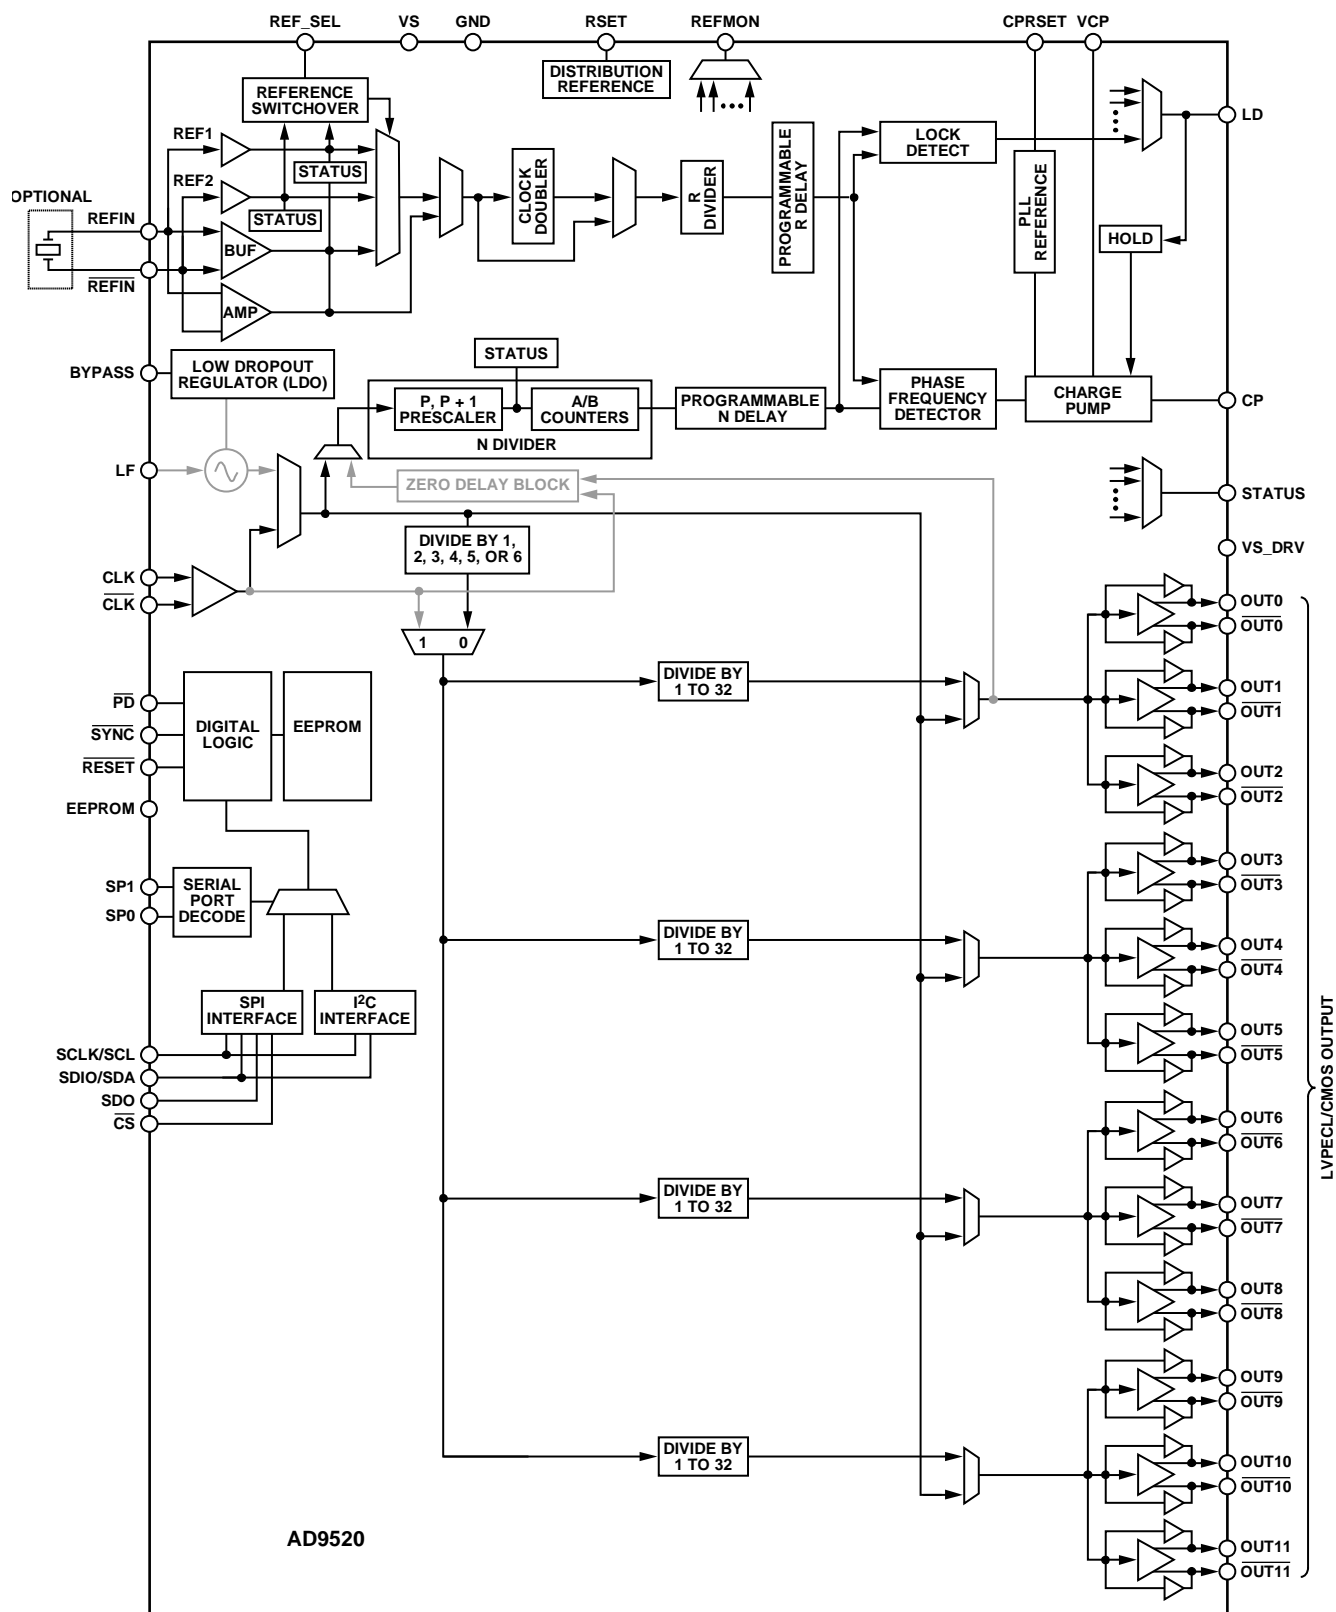 REF_SEL VS GND RSET REFMON CPRSET VCP
DISTRIBUTION
REFERENCE
REFERENCE
SWITCHOVER
LD
REF1
STATUS
REF2
STATUS
OPTIONAL
REFIN
REFIN
BUF
AMP
CLOCK
DOUBLER
R
DIVIDER
PROGRAMMABLE
R DELAY
LOCK
DETECT
PLL
REFERENCE
HOLD
BYPASS
LOW DROPOUT
REGULATOR (LDO)
STATUS
P, P + 1
PRESCALER
A/B
COUNTERS
N DIVIDER
PROGRAMMABLE
N DELAY
PHASE
FREQUENCY
DETECTOR
CHARGE
PUMP
CP
LF
ZERO DELAY BLOCK
STATUS
DIVIDE BY 1,
2, 3, 4, 5, OR 6
VS_DRV
CLK
CLK
1 0
OUT0
OUT0
DIVIDE BY
1 TO 32
OUT1
OUT1
PD
SYNC
RESET
DIGITAL
LOGIC
EEPROM
OUT2
OUT2
EEPROM
OUT3
OUT3
SP1
SP0
SERIAL
PORT
DECODE
DIVIDE BY
1 TO 32
OUT4
OUT4
SPI
INTERFACE
I2C
INTERFACE
OUT5
OUT5
SCLK/SCL
SDIO/SDA
SDO
CS
LVPECL/CMOS OUTPUT
OUT6
OUT6
DIVIDE BY
1 TO 32
OUT7
OUT7
OUT8
OUT8
OUT9
OUT9
DIVIDE BY
1 TO 32
OUT10
OUT10
AD9520
OUT11
OUT11